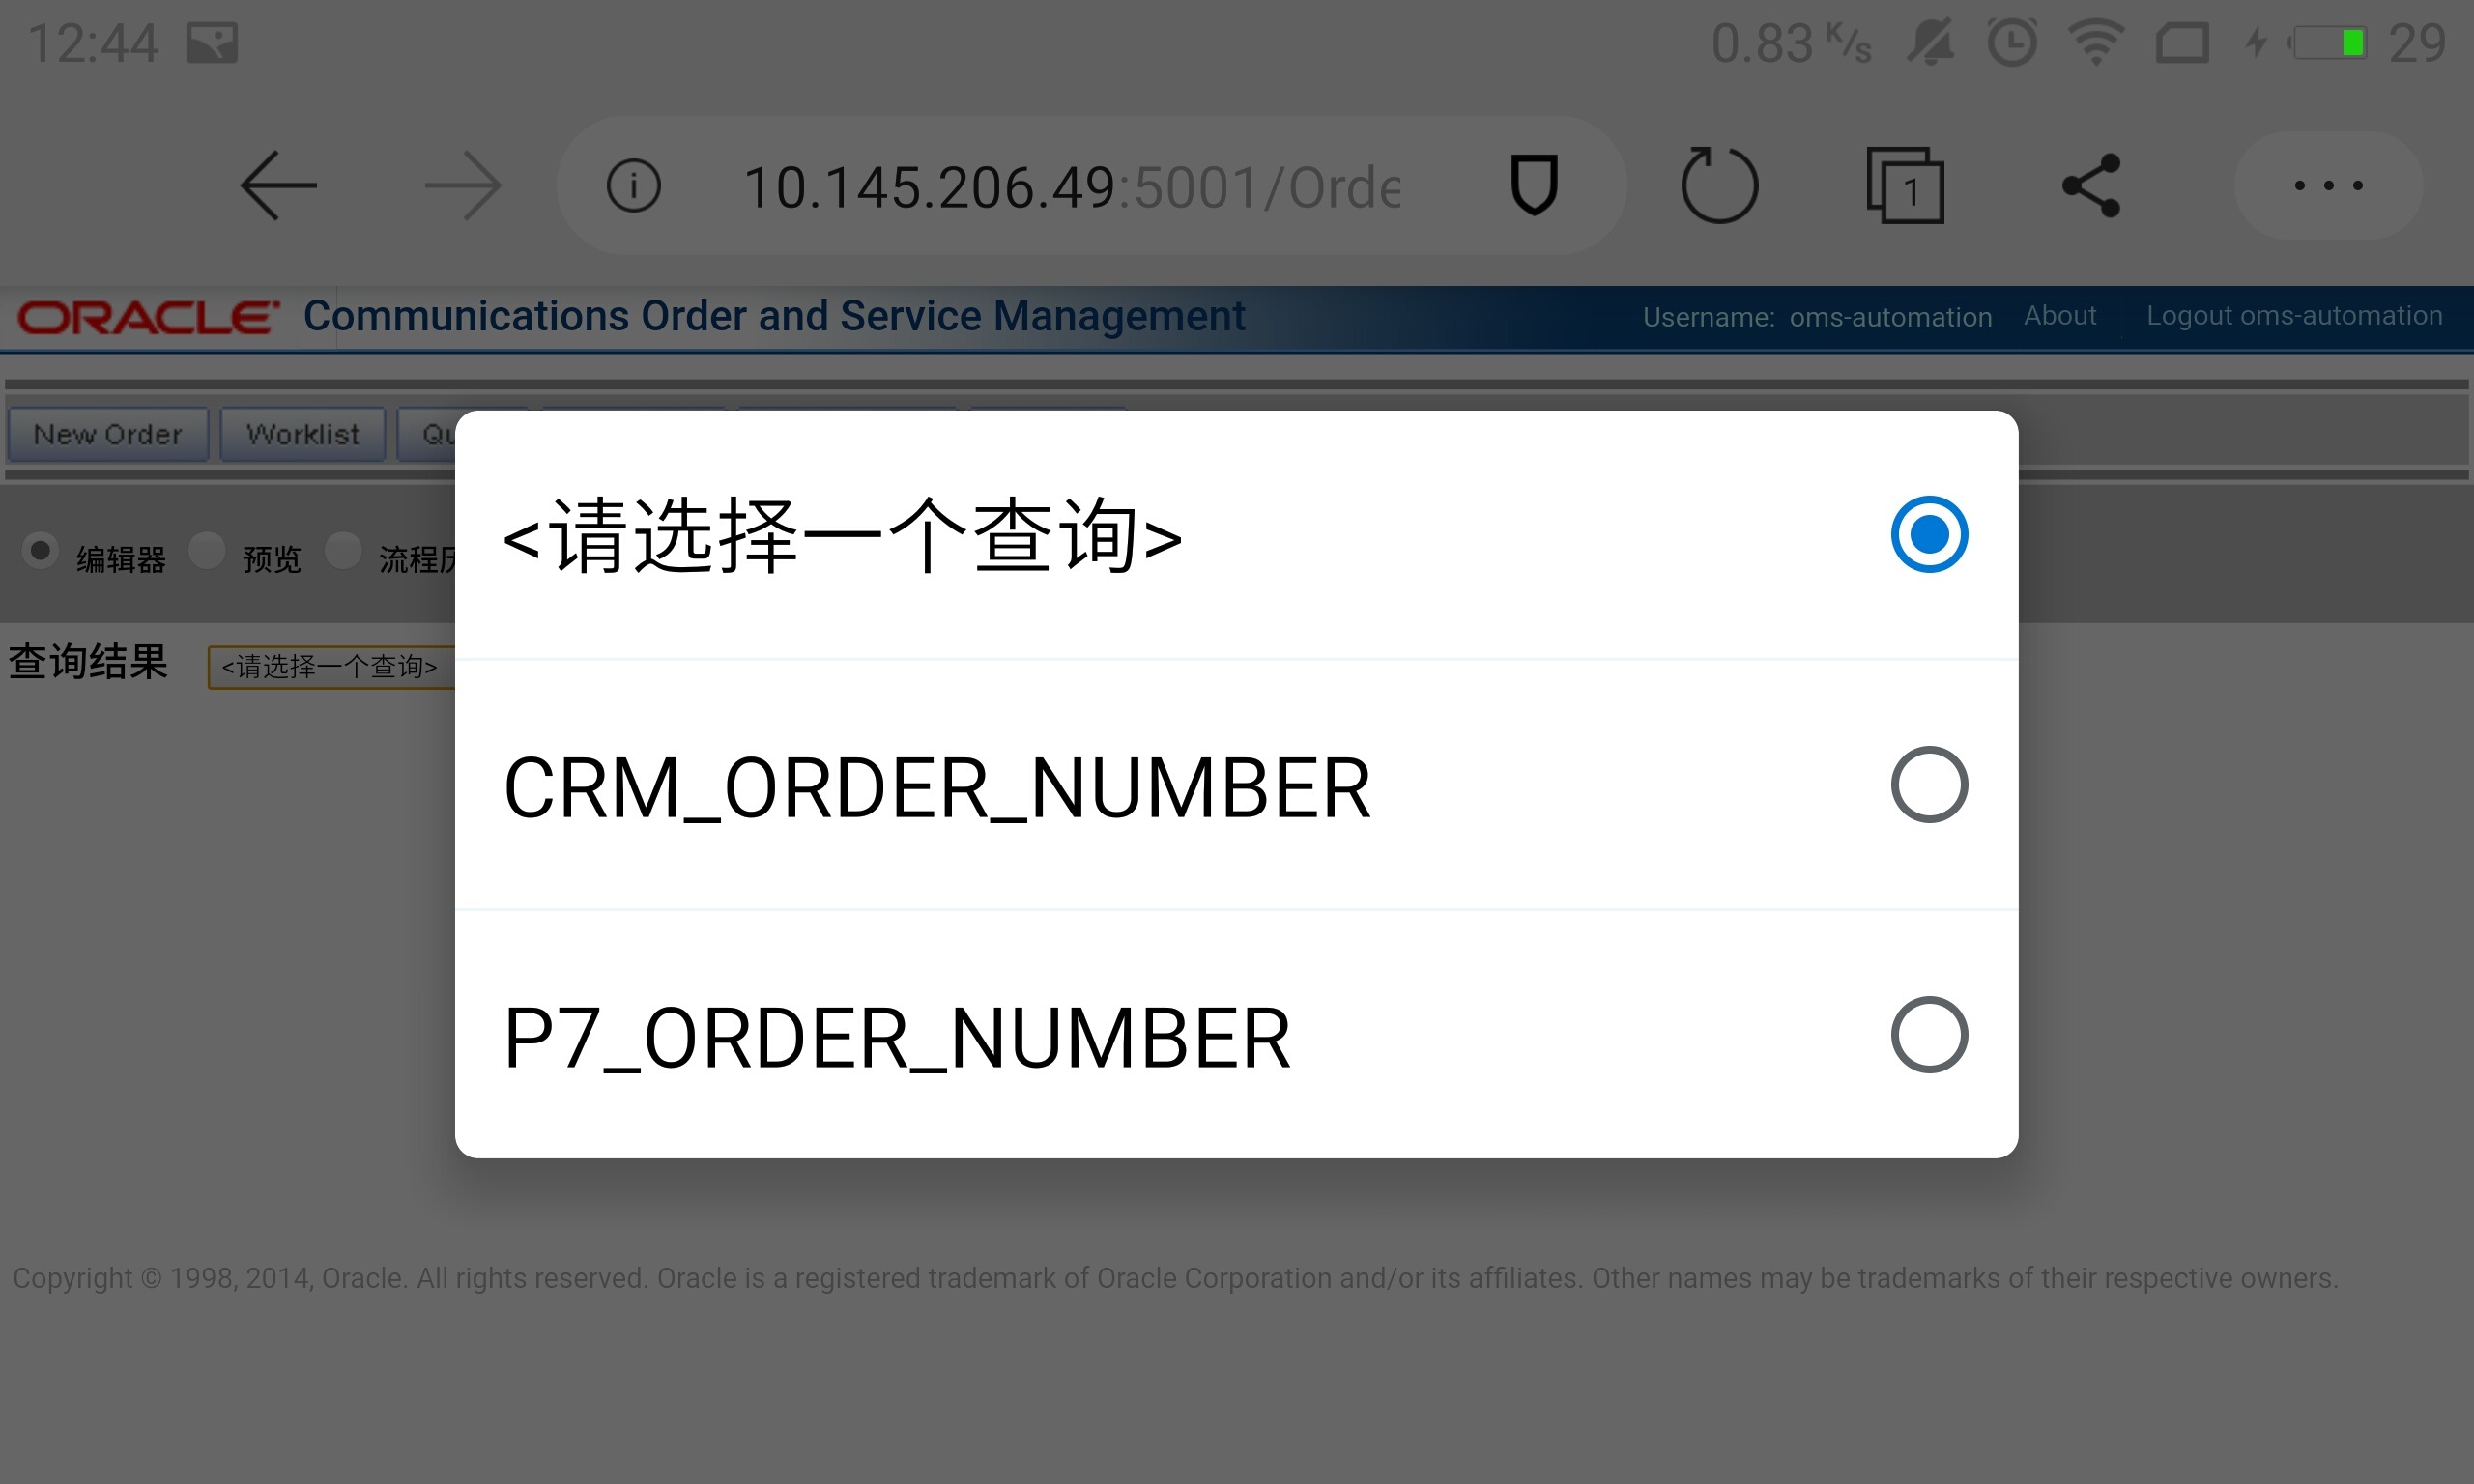 12:44
0.83 K/s
29
10.145.206.49:5001/Orde
1
ORACLE Communications Order and Service Management
Username: oms-automation
About
Logout oms-automation
New Order
Worklist
编辑器
预览
查询结果
<请选择一个查询>
<请选择一个查询>
CRM_ORDER_NUMBER
P7_ORDER_NUMBER
Copyright © 1998, 2014, Oracle. All rights reserved. Oracle is a registered trademark of Oracle Corporation and/or its affiliates. Other names may be trademarks of their respective owners.